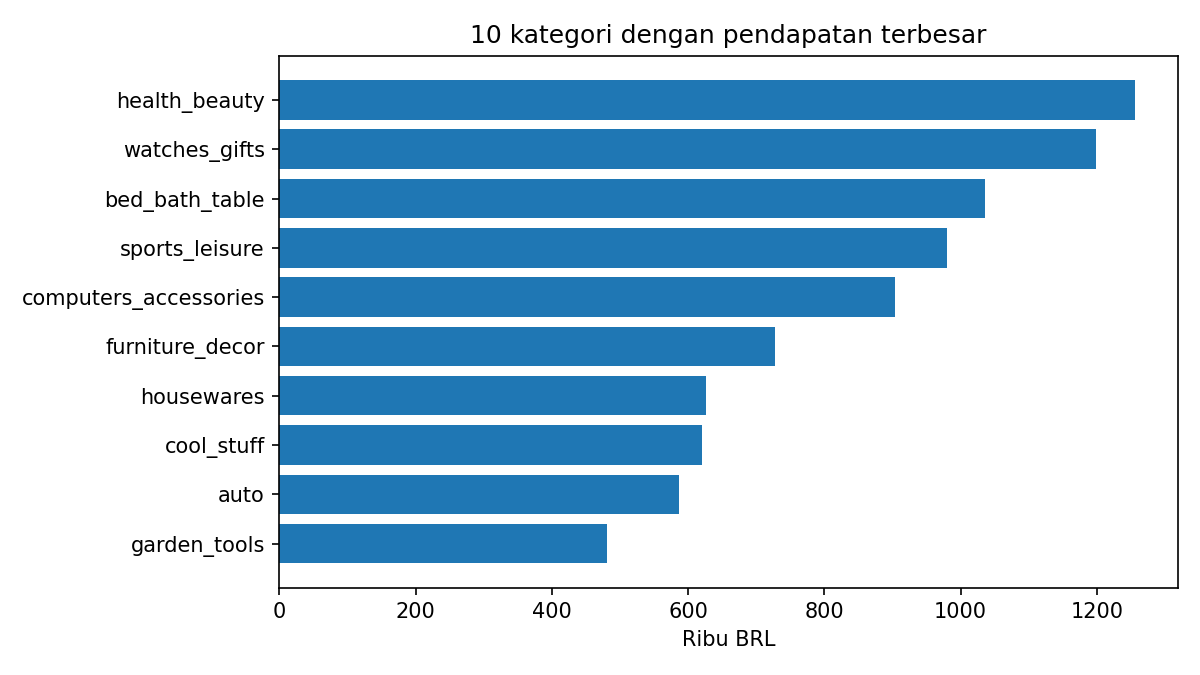 10 kategori dengan pendapatan terbesar
health_beauty
watches_gifts
bed_bath_table
sports_leisure
computers_accessories
furniture_decor
housewares
cool_stuff
auto
garden_tools
0 200 400 600 800 1000 1200
Ribu BRL